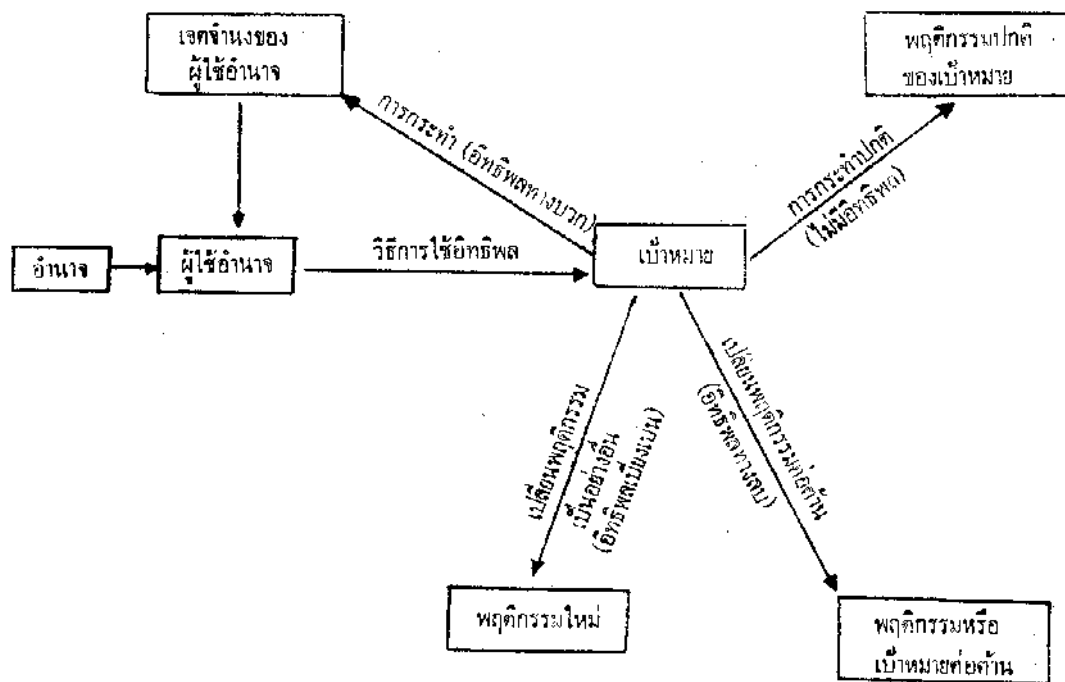 เจตจำนงของ
ผู้ใช้อำนาจ
พฤติกรรมปกติ
ของเป้าหมาย
การกระทำ (อิทธิพลทางบวก)
การกระทำปกติ
(ไม่มีอิทธิพล)
อำนาจ
ผู้ใช้อำนาจ
วิธีการใช้อิทธิพล
เป้าหมาย
เปลี่ยนพฤติกรรม
เป็นอย่างอื่น
(อิทธิพลเบี่ยงเบน)
เปลี่ยนพฤติกรรมต่อต้าน
(อิทธิพลทางลบ)
พฤติกรรมใหม่
พฤติกรรมหรือ
เป้าหมายต่อต้าน